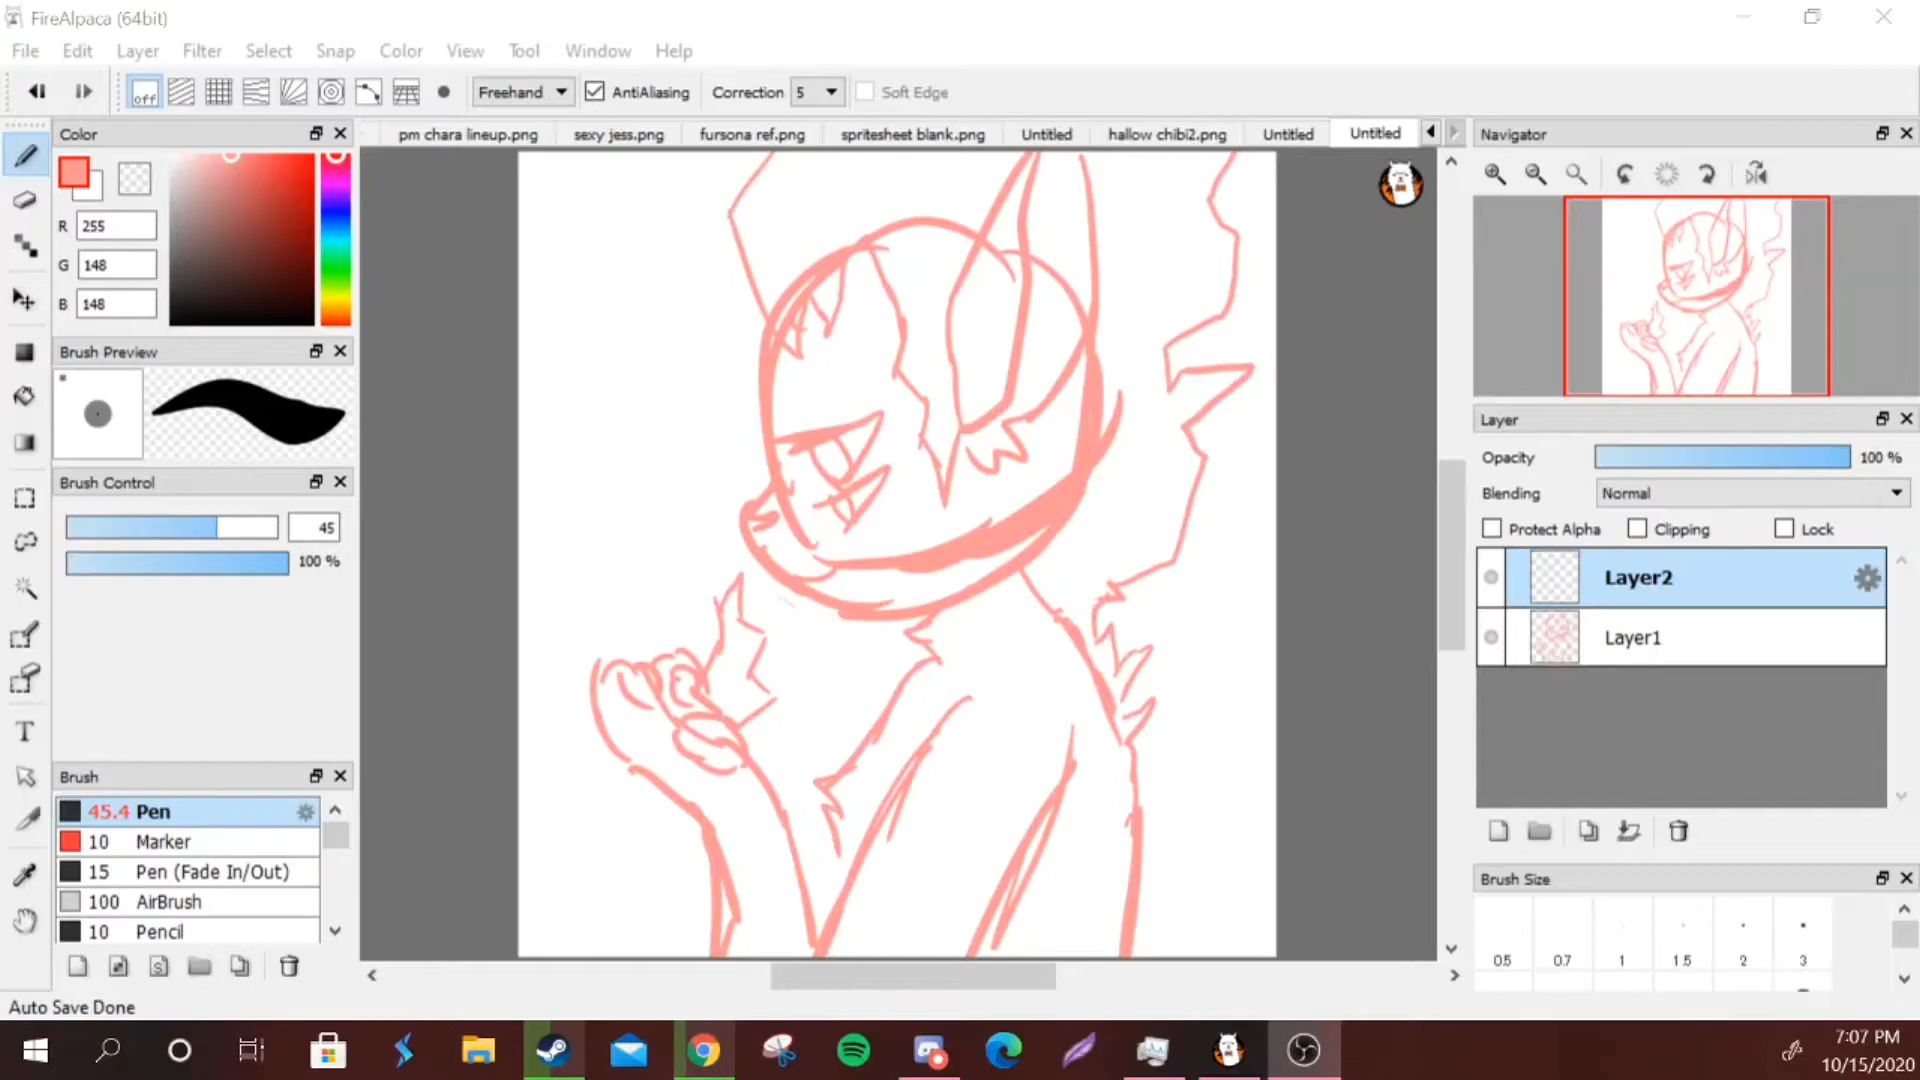 FireAlpaca (64bit)
File Edit Layer Filter Select Snap Color View Tool Window Help
off Freehand AntiAliasing Correction 5 Soft Edge
Color
pm chara lineup.png sexy jess.png fursona ref.png spritesheet blank.png Untitled hallow chibi2.png Untitled Untitled
Navigator
R 255
G 148
B 148
Brush Preview
Layer
Opacity 100 %
Brush Control
Blending Normal
45
Protect Alpha Clipping Lock
100 %
Layer2
Layer1
T
Brush
45.4 Pen
10 Marker
15 Pen (Fade In/Out)
100 AirBrush
10 Pencil
Brush Size
0.5 0.7 1 1.5 2 3
Auto Save Done
7:07 PM
10/15/2020